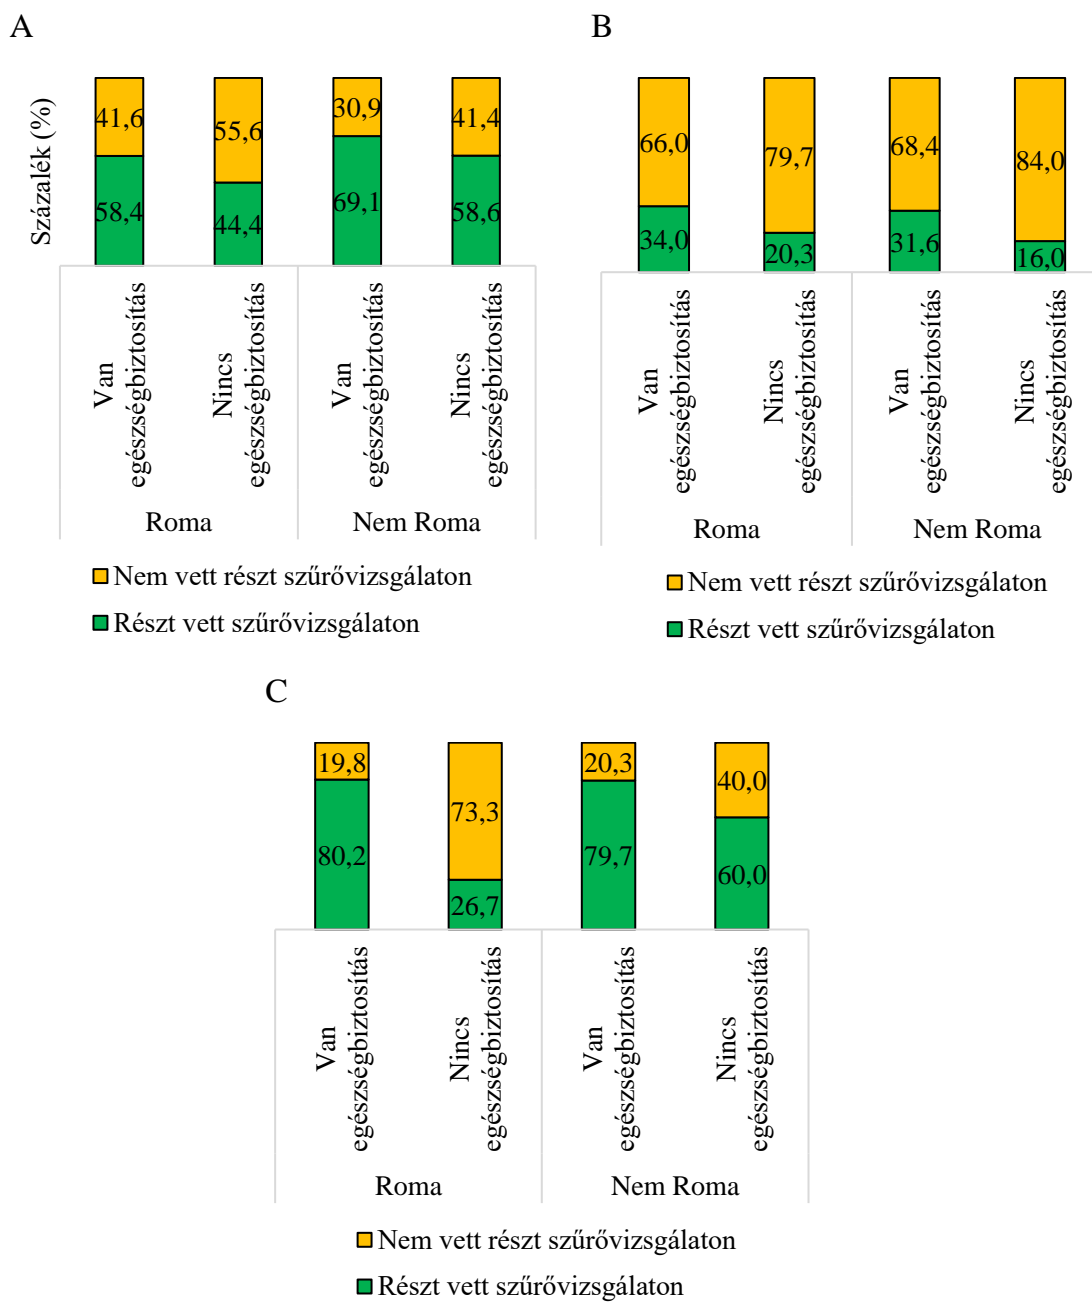 A
Százalék (%)
41,6
55,6
30,9
41,4
58,4
44,4
69,1
58,6
Van
egészségbiztosítás
Nincs
egészségbiztosítás
Van
egészségbiztosítás
Nincs
egészségbiztosítás
Roma
Nem Roma
Nem vett részt szűrővizsgálaton
Részt vett szűrővizsgálaton
B
66,0
79,7
68,4
84,0
34,0
20,3
31,6
16,0
Van
egészségbiztosítás
Nincs
egészségbiztosítás
Van
egészségbiztosítás
Nincs
egészségbiztosítás
Roma
Nem Roma
Nem vett részt szűrővizsgálaton
Részt vett szűrővizsgálaton
C
19,8
73,3
20,3
40,0
80,2
26,7
79,7
60,0
Van
egészségbiztosítás
Nincs
egészségbiztosítás
Van
egészségbiztosítás
Nincs
egészségbiztosítás
Roma
Nem Roma
Nem vett részt szűrővizsgálaton
Részt vett szűrővizsgálaton